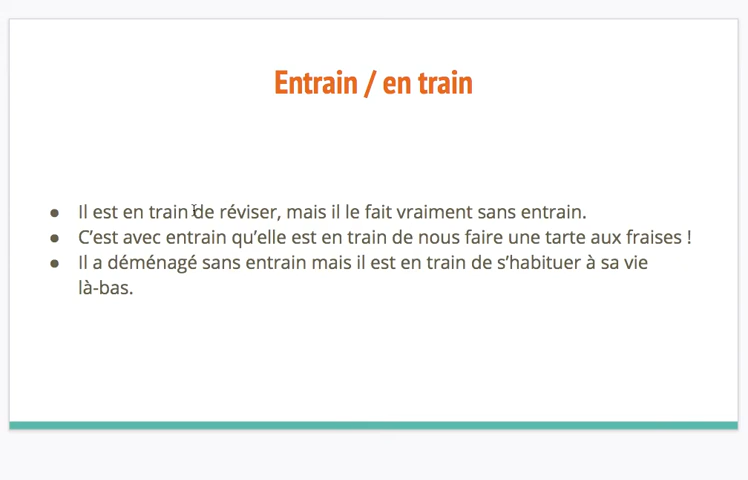 Entrain / en train
● Il est en train de réviser, mais il le fait vraiment sans entrain.
● C’est avec entrain qu’elle est en train de nous faire une tarte aux fraises !
● Il a déménagé sans entrain mais il est en train de s’habituer à sa vie
là-bas.